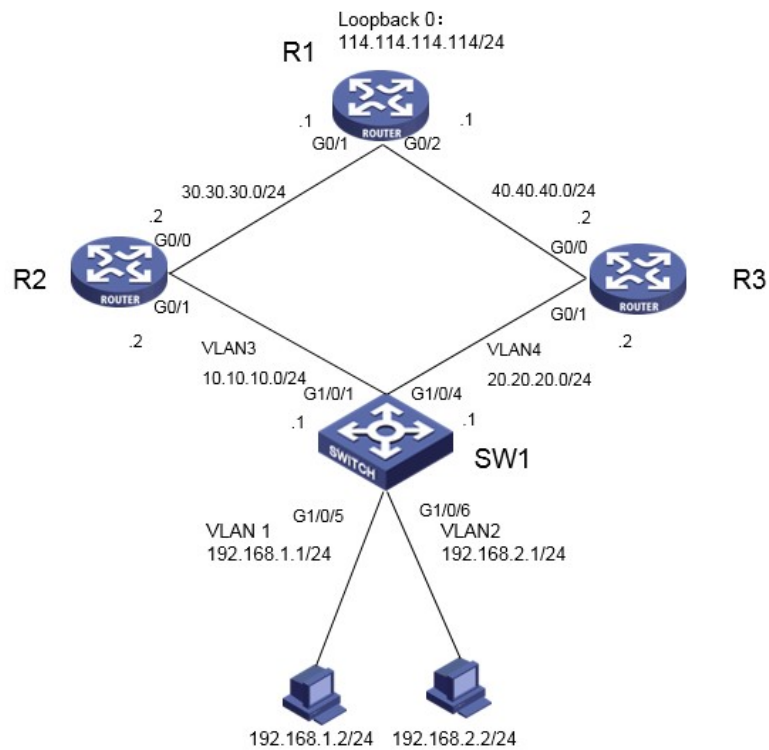 Loopback 0：
114.114.114.114/24
R1
.1
.1
ROUTER
G0/1
G0/2
30.30.30.0/24
40.40.40.0/24
.2
.2
G0/0
G0/0
R2
ROUTER
ROUTER
R3
G0/1
G0/1
.2
.2
VLAN3
VLAN4
10.10.10.0/24
20.20.20.0/24
G1/0/1
G1/0/4
.1
.1
SWITCH
SW1
G1/0/5
G1/0/6
VLAN 1
VLAN2
192.168.1.1/24
192.168.2.1/24
192.168.1.2/24
192.168.2.2/24